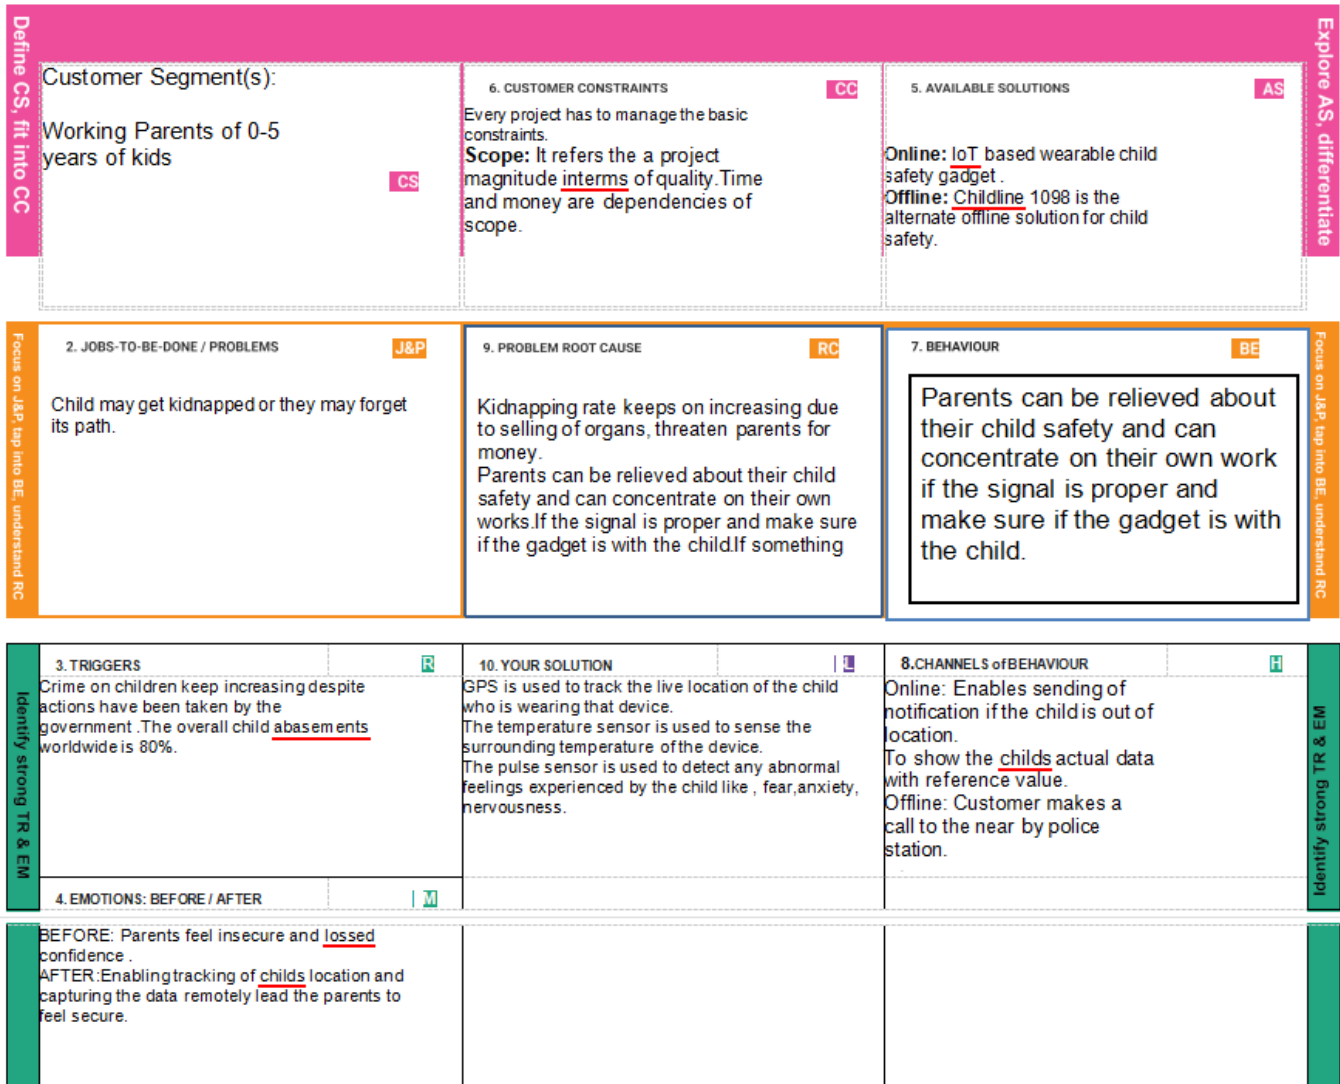 Define CS, fit into CC
Customer Segment(s):
Working Parents of 0-5
years of kids
CS
6. CUSTOMER CONSTRAINTS
CC
Every project has to manage the basic
constraints.
Scope: It refers the a project
magnitude interms of quality.Time
and money are dependencies of
scope.
5. AVAILABLE SOLUTIONS
AS
Online: IoT based wearable child
safety gadget .
Offline: Childline 1098 is the
alternate offline solution for child
safety.
Explore AS, differentiate
Focus on J&P, tap into BE, understand RC
2. JOBS-TO-BE-DONE / PROBLEMS
J&P
Child may get kidnapped or they may forget
its path.
9. PROBLEM ROOT CAUSE
RC
Kidnapping rate keeps on increasing due
to selling of organs, threaten parents for
money.
Parents can be relieved about their child
safety and can concentrate on their own
works.If the signal is proper and make sure
if the gadget is with the child.If something
7. BEHAVIOUR
BE
Parents can be relieved about
their child safety and can
concentrate on their own work
if the signal is proper and
make sure if the gadget is with
the child.
Focus on J&P, tap into BE, understand RC
Identify strong TR & EM
3. TRIGGERS
R
Crime on children keep increasing despite
actions have been taken by the
government .The overall child abasements
worldwide is 80%.
4. EMOTIONS: BEFORE / AFTER
M
BEFORE: Parents feel insecure and lossed
confidence .
AFTER:Enabling tracking of childs location and
capturing the data remotely lead the parents to
feel secure.
10. YOUR SOLUTION
L
GPS is used to track the live location of the child
who is wearing that device.
The temperature sensor is used to sense the
surrounding temperature of the device.
The pulse sensor is used to detect any abnormal
feelings experienced by the child like , fear,anxiety,
nervousness.
8.CHANNELS of BEHAVIOUR
H
Online: Enables sending of
notification if the child is out of
location.
To show the childs actual data
with reference value.
Offline: Customer makes a
call to the near by police
station.
Identify strong TR & EM